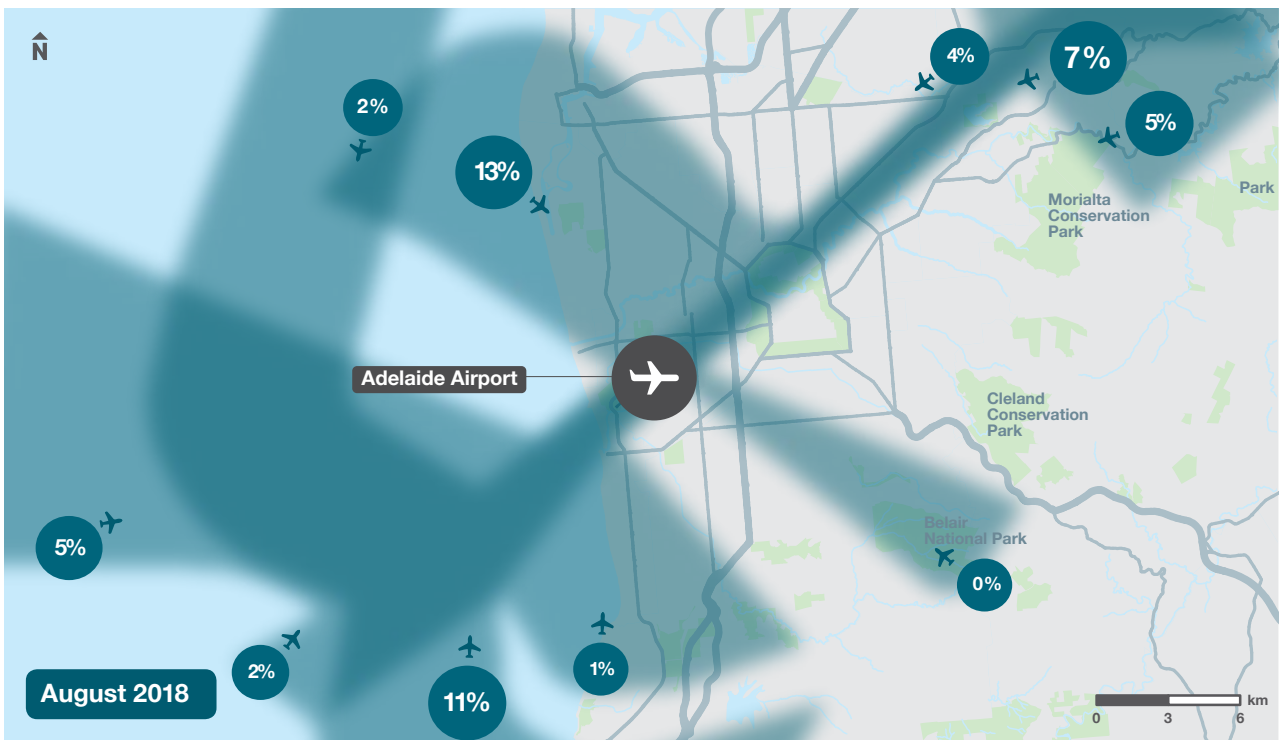 N
4%
7%
2%
5%
13%
Park
Morialta
Conservation
Park
Adelaide Airport
Cleland
Conservation
Park
Belair
National Park
5%
0%
2%
1%
11%
August 2018
km
0 3 6